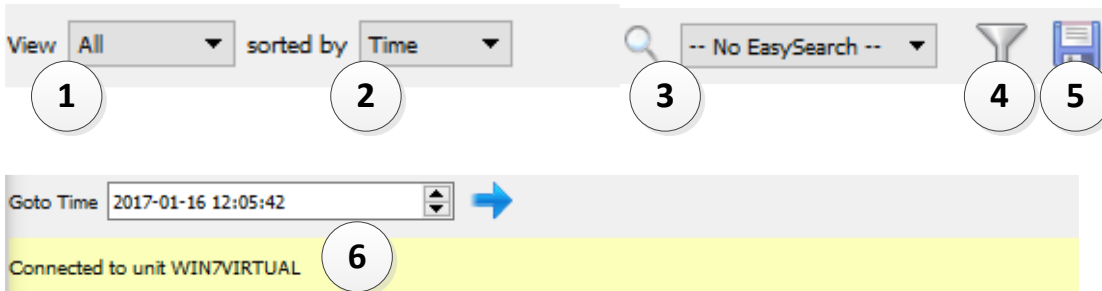 View All sorted by Time -- No EasySearch --
1 2 3 4 5
Goto Time 2017-01-16 12:05:42
6
Connected to unit WIN7VIRTUAL